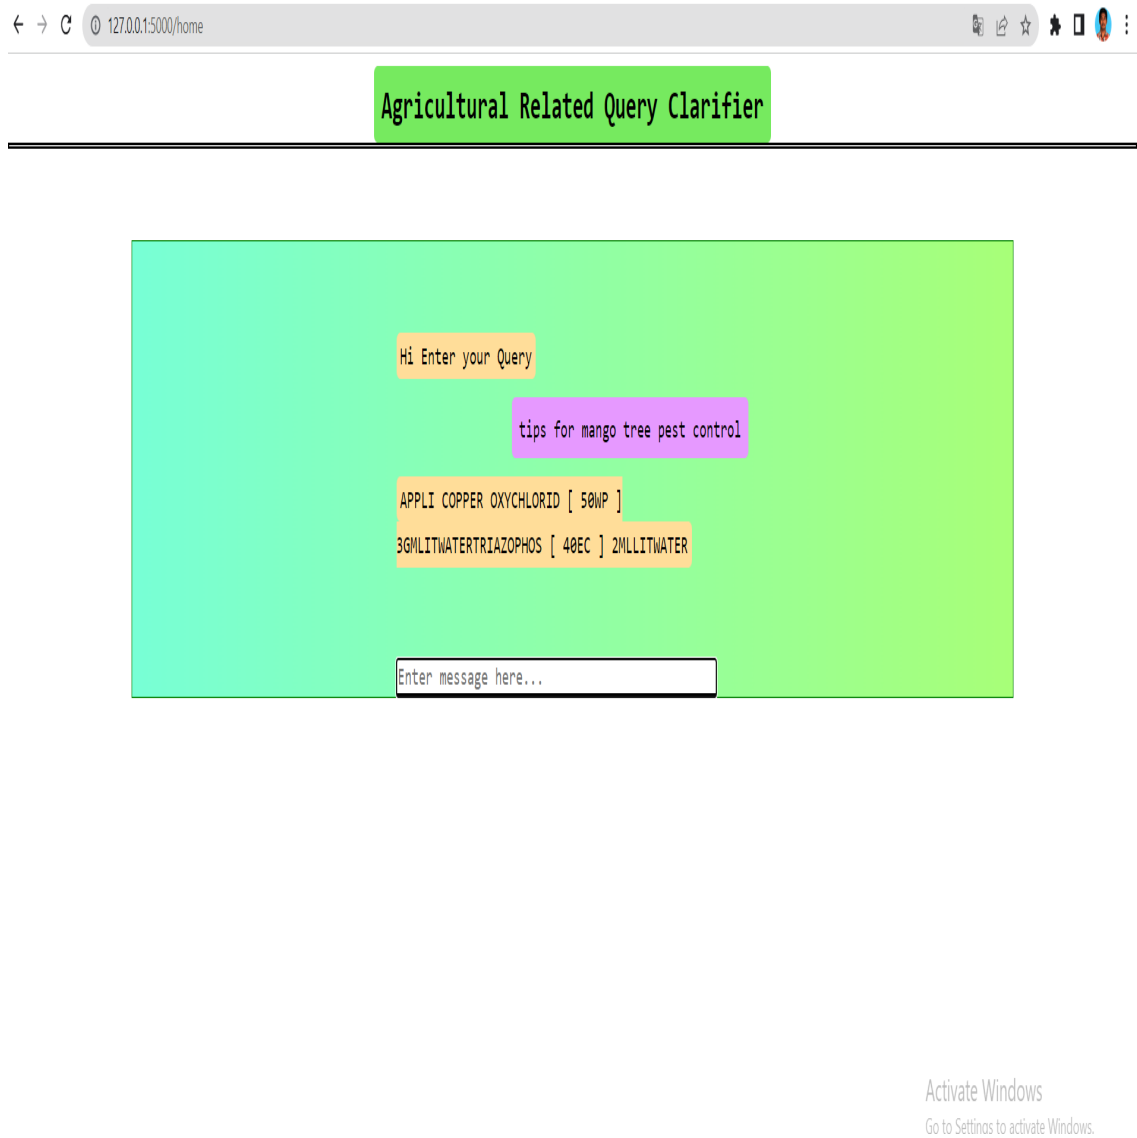 127.0.0.1:5000/home
Agricultural Related Query Clarifier
Hi Enter your Query
tips for mango tree pest control
APPLI COPPER OXYCHLORID [ 50WP ]
3GMLITWATERTRIAZOPHOS [ 40EC ] 2MLLITWATER
Enter message here...
Activate Windows
Go to Settings to activate Windows.